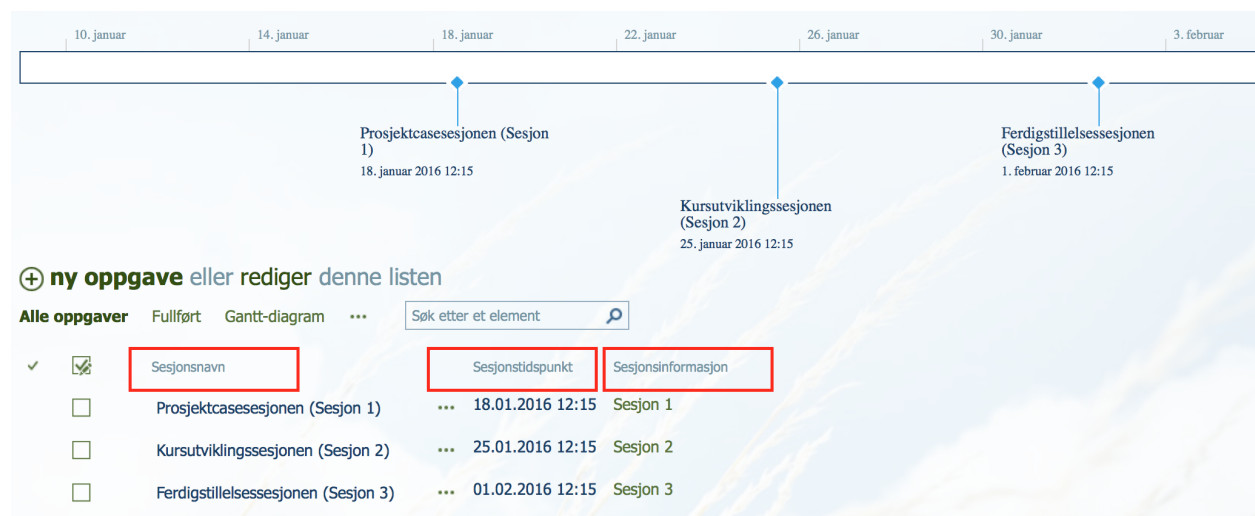 10. januar 14. januar 18. januar 22. januar 26. januar 30. januar 3. februar
Prosjektcasesesjonen (Sesjon
1)
18. januar 2016 12:15
Ferdigstillelsessesjonen
(Sesjon 3)
1. februar 2016 12:15
Kursutviklingssesjonen
(Sesjon 2)
25. januar 2016 12:15
ny oppgave eller rediger denne listen
Alle oppgaver Fullført Gantt-diagram ••• Søk etter et element
Sesjonsnavn Sesjonstidspunkt Sesjonsinformasjon
Prosjektcasesesjonen (Sesjon 1) ••• 18.01.2016 12:15 Sesjon 1
Kursutviklingssesjonen (Sesjon 2) ••• 25.01.2016 12:15 Sesjon 2
Ferdigstillelsessesjonen (Sesjon 3) ••• 01.02.2016 12:15 Sesjon 3